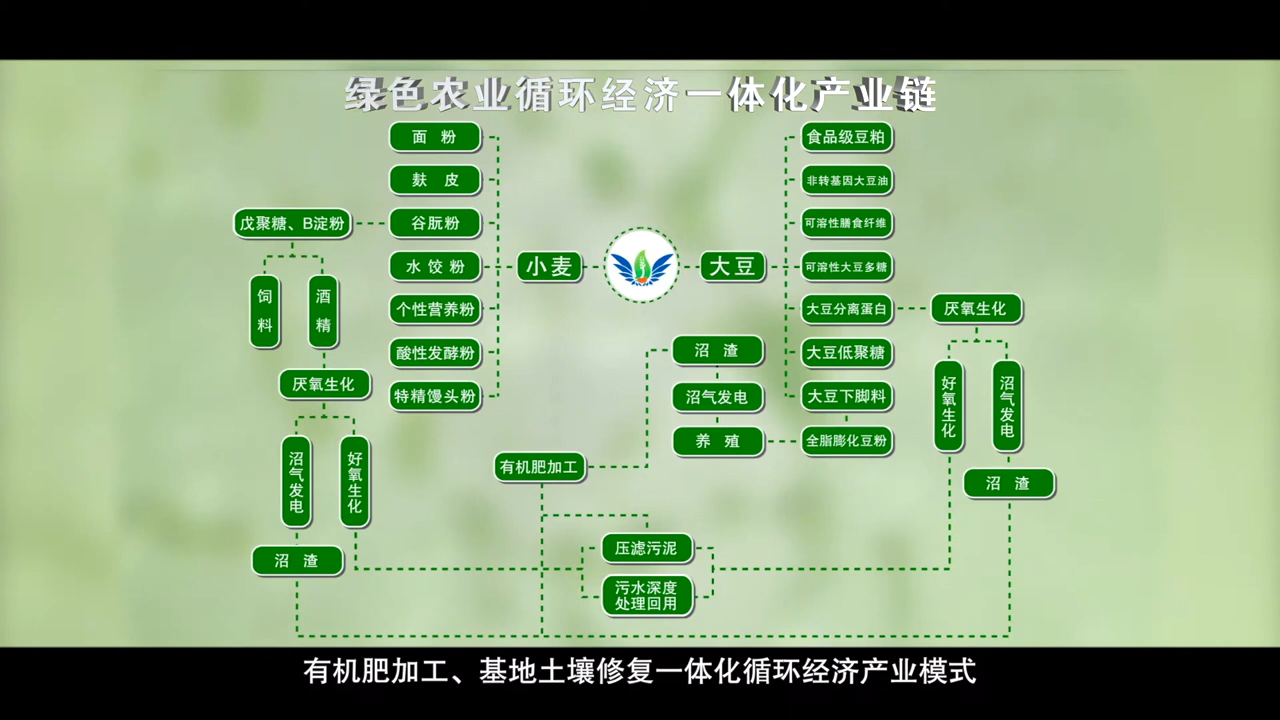 绿色农业循环经济一体化产业链
面 粉
麸 皮
谷朊粉
水 饺 粉
个性营养粉
酸性发酵粉
特精馒头粉
戊聚糖、B淀粉
饲料
酒精
厌氧生化
沼气发电
好氧生化
沼 渣
小麦
大豆
食品级豆粕
非转基因大豆油
可溶性膳食纤维
可溶性大豆多糖
大豆分离蛋白
大豆低聚糖
大豆下脚料
全脂膨化豆粉
厌氧生化
好氧生化
沼气发电
沼 渣
沼 渣
沼气发电
养 殖
有机肥加工
压滤污泥
污水深度
处理回用
有机肥加工、基地土壤修复一体化循环经济产业模式